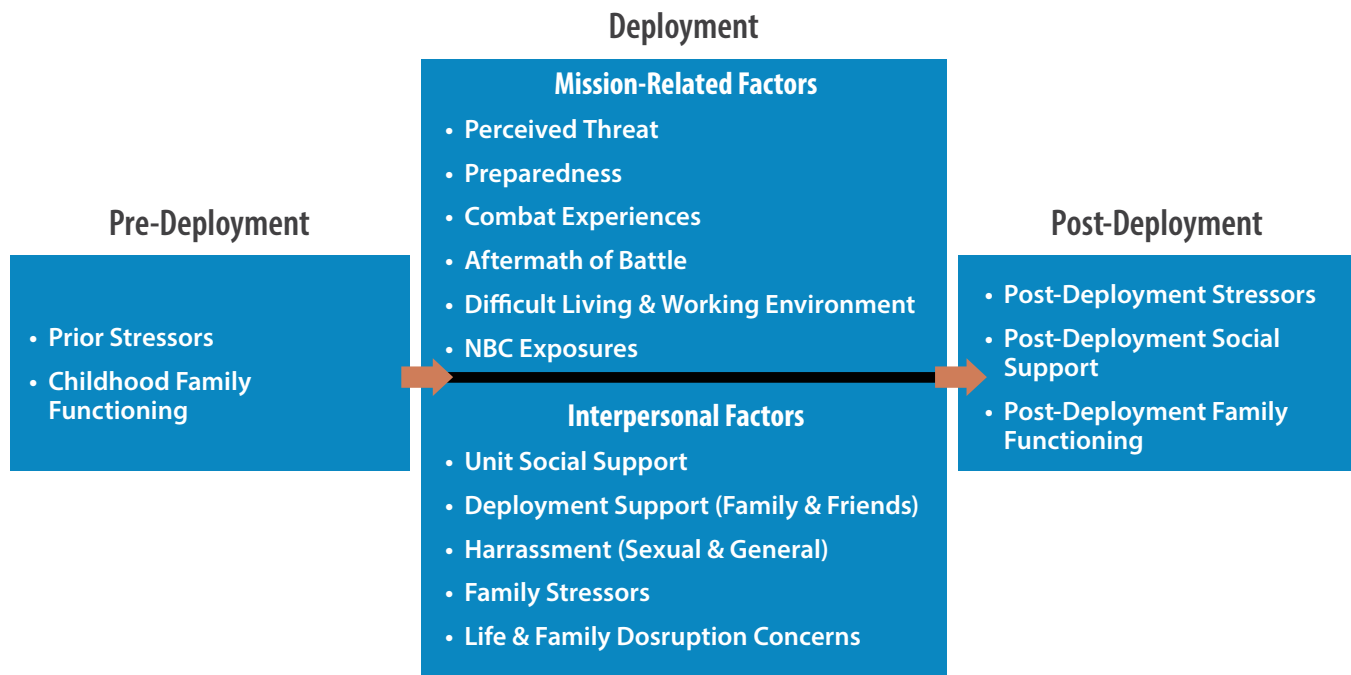 Deployment
Pre-Deployment
• Prior Stressors
• Childhood Family
Functioning
Mission-Related Factors
• Perceived Threat
• Preparedness
• Combat Experiences
• Aftermath of Battle
• Difficult Living & Working Environment
• NBC Exposures
Interpersonal Factors
• Unit Social Support
• Deployment Support (Family & Friends)
• Harrassment (Sexual & General)
• Family Stressors
• Life & Family Dosruption Concerns
Post-Deployment
• Post-Deployment Stressors
• Post-Deployment Social
Support
• Post-Deployment Family
Functioning